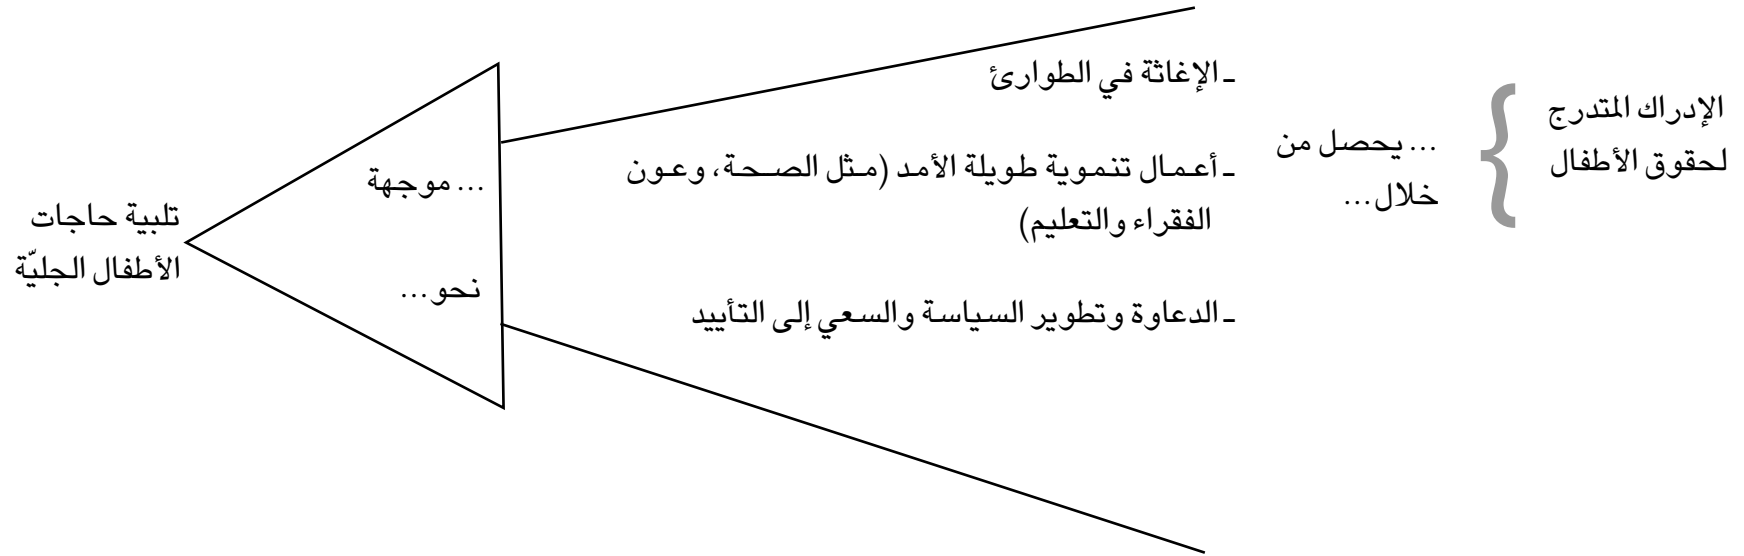 الإدراك المتدرج
لحقوق الأطفال
... يحصل من
خلال...
ـ الإغاثة في الطوارئ
ـ أعمال تنموية طويلة الأمد (مثل الصحة، وعون
الفقراء والتعليم)
ـ الدعاوة وتطوير السياسة والسعي إلى التأييد
... موجهة
نحو...
تلبية حاجات
الأطفال الجليّة